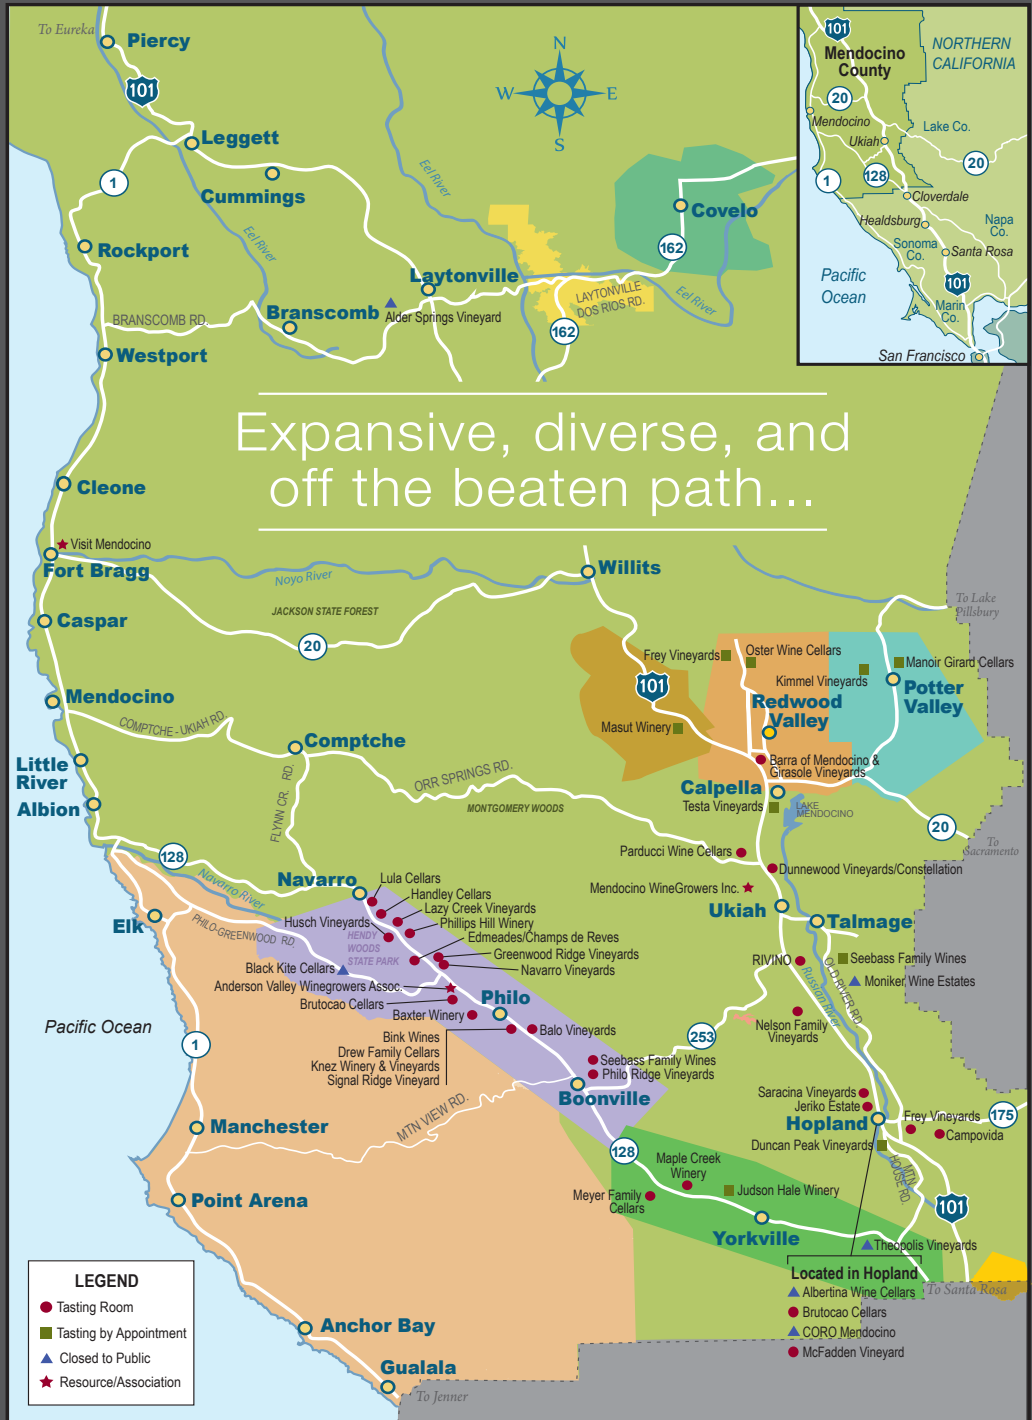 To Eureka
Piercy
101
Leggett
1
Cummings
Eel River
Eel River
Rockport
Laytonville
Branscomb
Alder Springs Vineyard
BRANSCOMB RD.
Westport
N
W
E
S
Covelo
162
LAYTONVILLE
DOS RIOS RD.
Eel River
162
101
Mendocino
County
NORTHERN
CALIFORNIA
20
Mendocino
Ukiah
Lake Co.
20
128
1
Cloverdale
Healdsburg
Napa
Co.
Sonoma
Co.
Santa Rosa
Pacific
Ocean
101
Marin
Co.
San Francisco
Expansive, diverse, and
off the beaten path...
Cleone
Visit Mendocino
Fort Bragg
Noyo River
Willits
Caspar
JACKSON STATE FOREST
20
To Lake
Pillsbury
Frey Vineyards
Oster Wine Cellars
Manoir Girard Cellars
Kimmel Vineyards
101
Redwood
Valley
Potter
Valley
Masut Winery
Barra of Mendocino &
Girasole Vineyards
Calpella
Testa Vineyards
LAKE
MENDOCINO
20
To
Sacramento
Mendocino
COMPTCHE - UKIAH RD.
Comptche
Little
River
Albion
FLYNN CR. RD.
ORR SPRINGS RD.
MONTGOMERY WOODS
Parducci Wine Cellars
Dunnewood Vineyards/Constellation
Mendocino WineGrowers Inc.
Ukiah
Talmage
128
Navarro River
Navarro
Lula Cellars
Handley Cellars
Lazy Creek Vineyards
Husch Vineyards
Phillips Hill Winery
Edmeades/Champs de Reves
Greenwood Ridge Vineyards
Navarro Vineyards
HENDY
WOODS
STATE PARK
Elk
PHILO-GREENWOOD RD.
Black Kite Cellars
Anderson Valley Winegrowers Assoc.
Brutocao Cellars
Philo
Baxter Winery
Bink Wines
Drew Family Cellars
Knez Winery & Vineyards
Signal Ridge Vineyard
Balo Vineyards
Seebass Family Wines
Philo Ridge Vineyards
Boonville
RIVINO
Seebass Family Wines
Moniker Wine Estates
OLD RIVER RD.
Russian River
Nelson Family
Vineyards
253
Pacific Ocean
1
Manchester
MTN VIEW RD.
Saracina Vineyards
Jeriko Estate
Hopland
Frey Vineyards
175
Campovida
Duncan Peak Vineyards
MTN.
HOUSE RD.
101
128
Maple Creek
Winery
Meyer Family
Cellars
Judson Hale Winery
Yorkville
Theopolis Vineyards
Point Arena
Located in Hopland
Albertina Wine Cellars
Brutocao Cellars
CORO Mendocino
McFadden Vineyard
To Santa Rosa
Anchor Bay
Gualala
To Jenner
LEGEND
Tasting Room
Tasting by Appointment
Closed to Public
Resource/Association